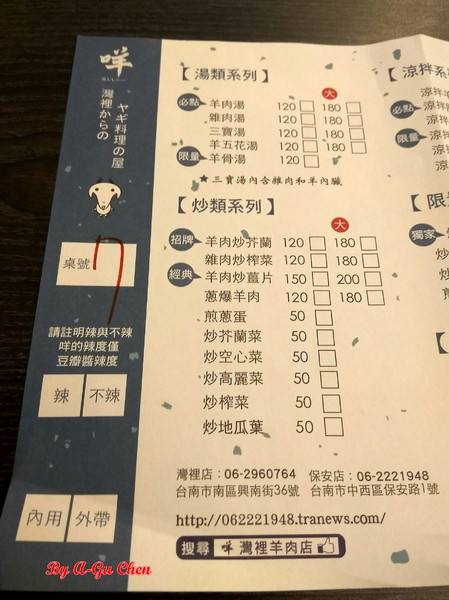 咩
灣裡からの
ヤギ料理の屋
桌號
7
請註明辣與不辣
咩的辣度僅
豆瓣醬辣度
辣 不辣
內用 外帶
【湯類系列】
大
必點 羊肉湯 120 180
雜肉湯 120 180
三寶湯 120 180
羊五花湯 120 180
限量 羊骨湯 120
★三寶湯內含雜肉和羊內臟
【炒類系列】
大
招牌 羊肉炒芥蘭 120 180
雜肉炒榨菜 120 180
經典 羊肉炒薑片 150 200
蔥爆羊肉 120 180
煎蔥蛋 50
炒芥蘭菜 50
炒空心菜 50
炒高麗菜 50
炒榨菜 50
炒地瓜葉 50
灣裡店：06-2960764 保安店：06-2221948
台南市南區興南街36號 台南市中西區保安路1號
http://062221948.tranews.com/
搜尋 咩 灣裡羊肉店
【涼拌系
必點
限量
涼拌
【限
獨家
By A-Gu Chen